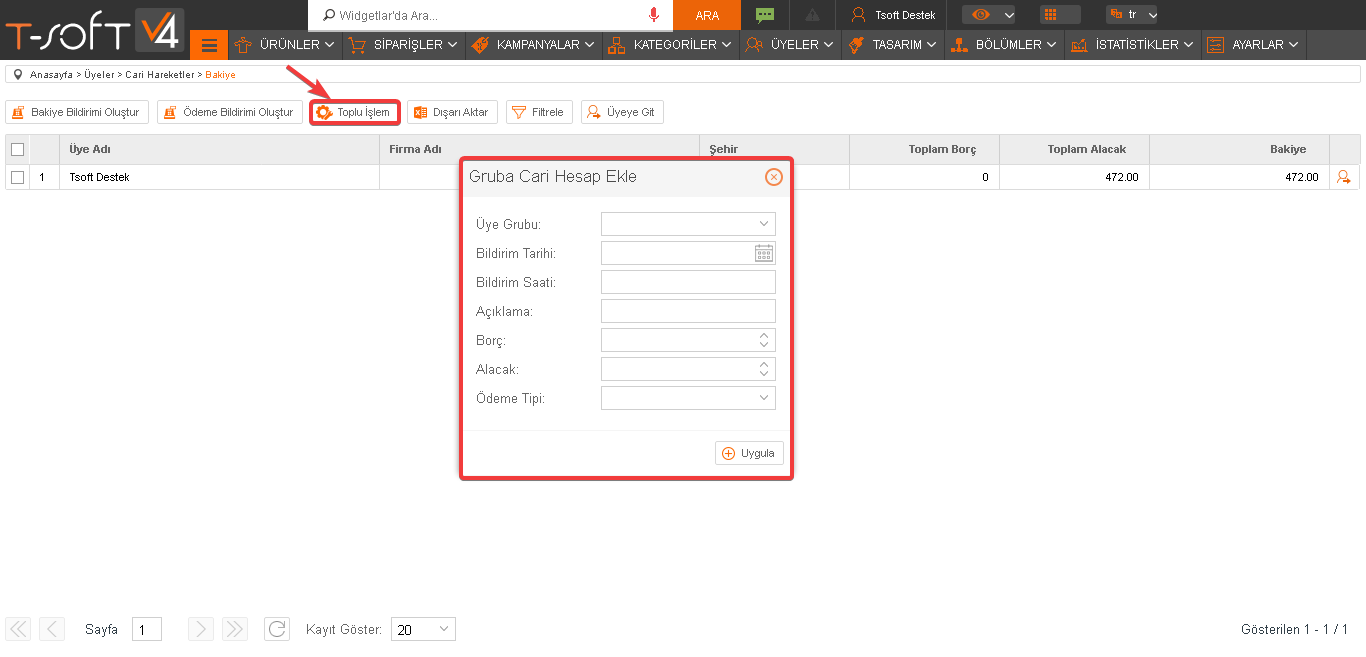 T-SOFT V4
Widgetlar'da Ara...
ARA
Tsoft Destek
tr
ÜRÜNLER
SİPARİŞLER
KAMPANYALAR
KATEGORİLER
ÜYELER
TASARIM
BÖLÜMLER
İSTATİSTİKLER
AYARLAR
Anasayfa > Üyeler > Cari Hareketler > Bakiye
Bakiye Bildirimi Oluştur
Ödeme Bildirimi Oluştur
Toplu İşlem
Dışarı Aktar
Filtrele
Üyeye Git
Üye Adı Firma Adı Şehir Toplam Borç Toplam Alacak Bakiye
1 Tsoft Destek 0 472.00 472.00
Gruba Cari Hesap Ekle
Üye Grubu:
Bildirim Tarihi:
Bildirim Saati:
Açıklama:
Borç:
Alacak:
Ödeme Tipi:
Uygula
Sayfa 1 Kayıt Göster: 20 Gösterilen 1 - 1 / 1